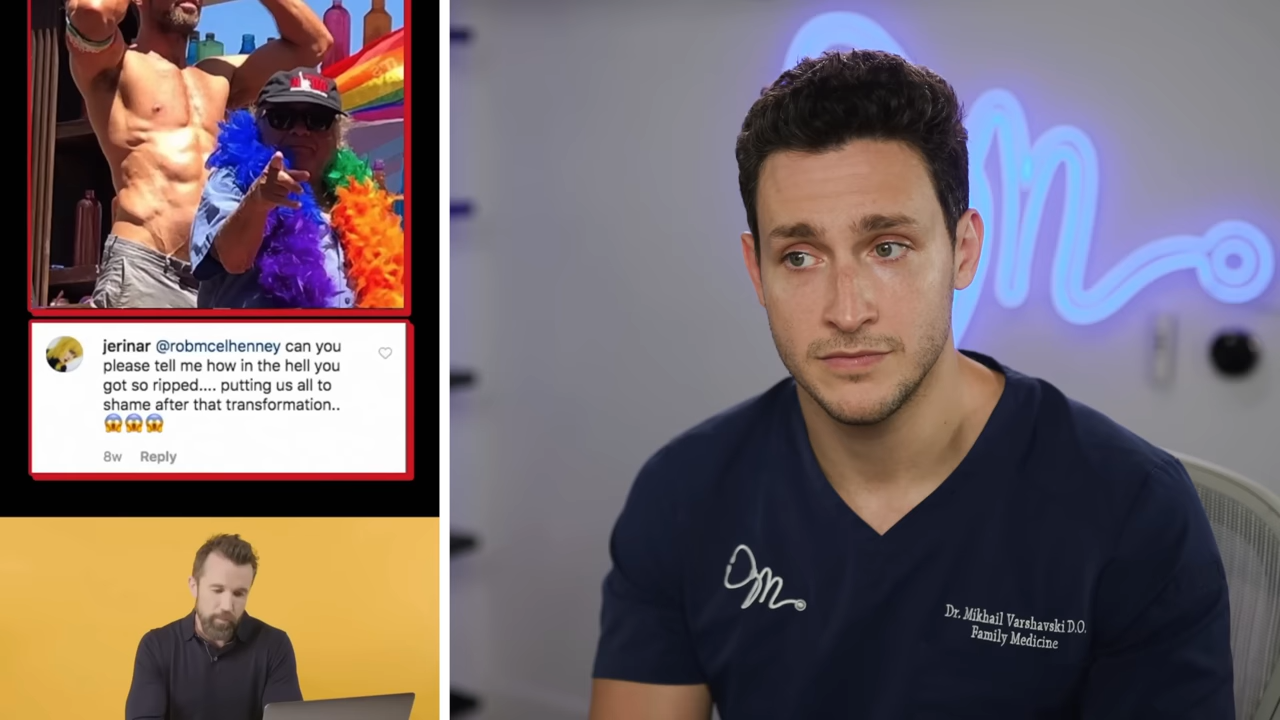 jerinar @robmcelhenney can you
please tell me how in the hell you
got so ripped.... putting us all to
shame after that transformation..
😱😱😱
8w Reply
Dr. Mikhail Varshavski D.O.
Family Medicine